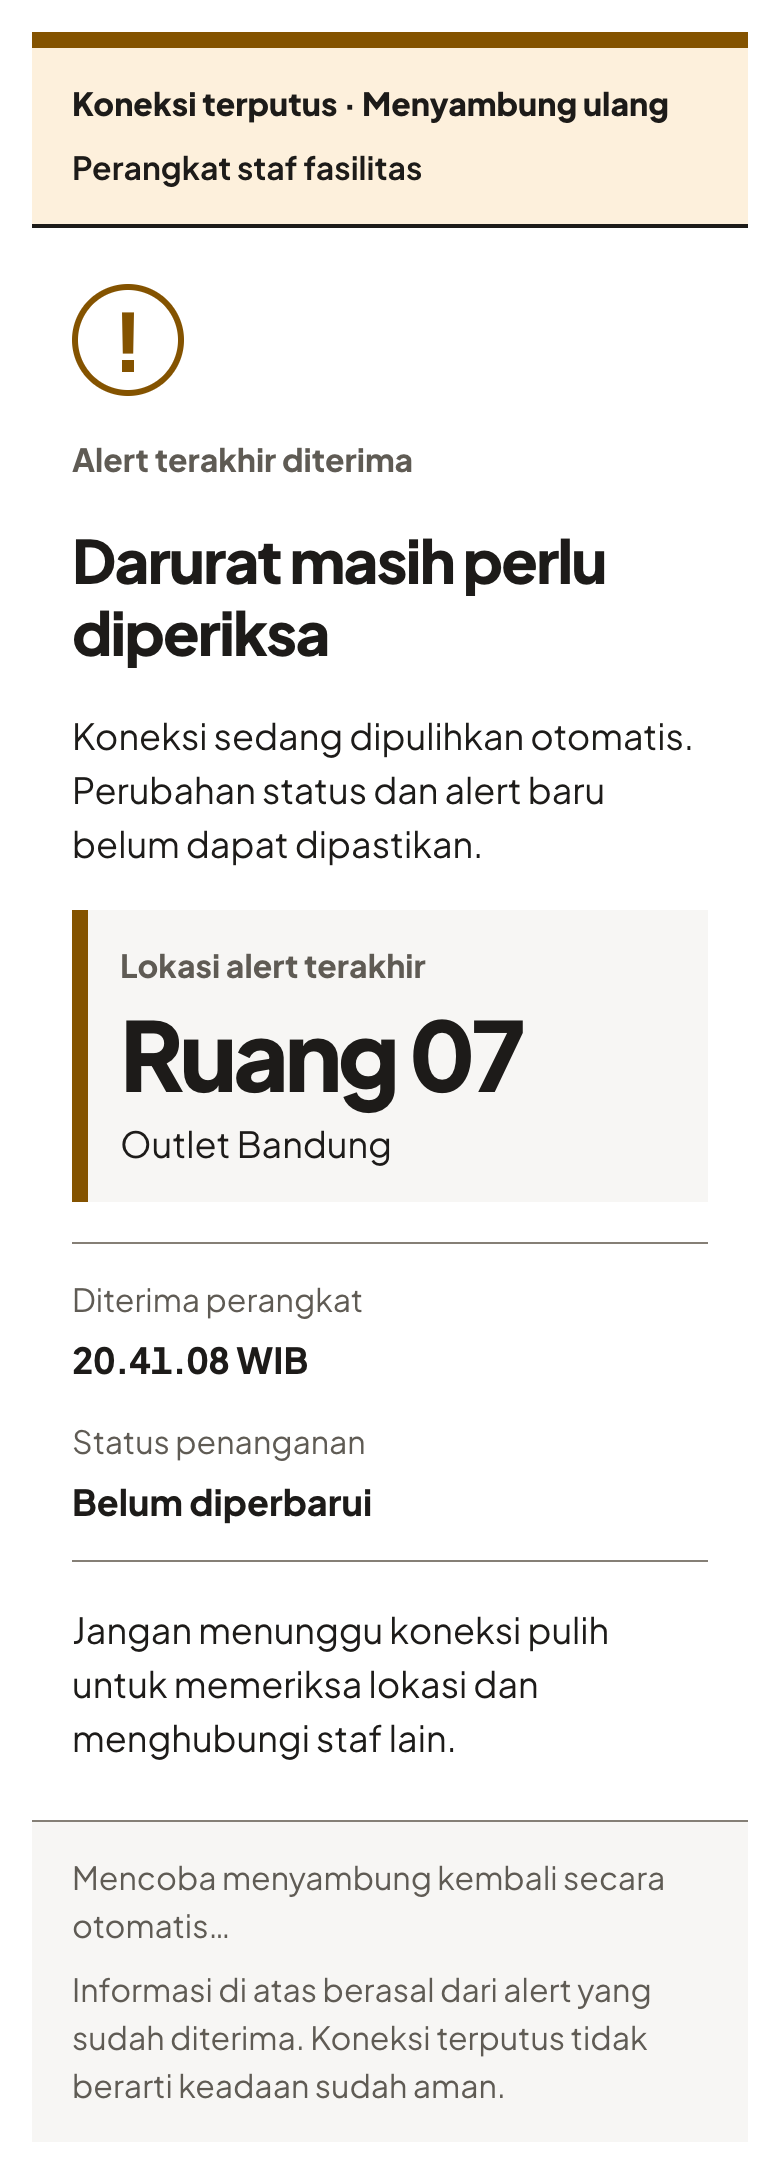 Koneksi terputus · Menyambung ulang
Perangkat staf fasilitas
!
Alert terakhir diterima
Darurat masih perlu
diperiksa
Koneksi sedang dipulihkan otomatis.
Perubahan status dan alert baru
belum dapat dipastikan.
Lokasi alert terakhir
Ruang 07
Outlet Bandung
Diterima perangkat
20.41.08 WIB
Status penanganan
Belum diperbarui
Jangan menunggu koneksi pulih
untuk memeriksa lokasi dan
menghubungi staf lain.
Mencoba menyambung kembali secara
otomatis…
Informasi di atas berasal dari alert yang
sudah diterima. Koneksi terputus tidak
berarti keadaan sudah aman.